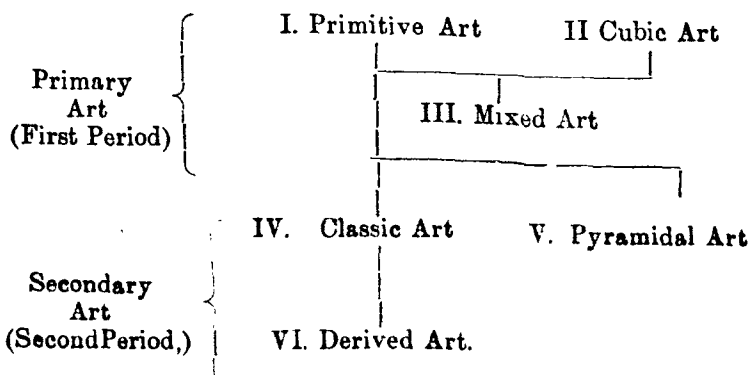 I. Primitive Art II Cubic Art
Primary
Art
(First Period)
III. Mixed Art
IV. Classic Art V. Pyramidal Art
Secondary
Art
(SecondPeriod,)
VI. Derived Art.